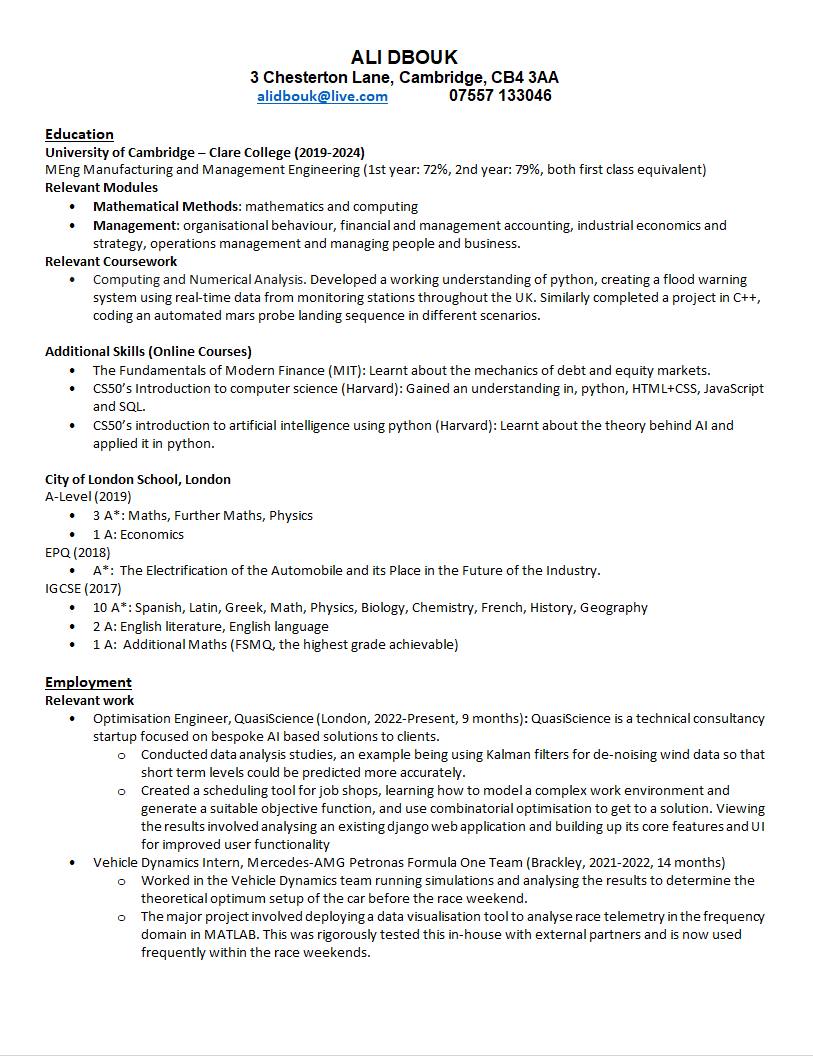 ALI DBOUK
3 Chesterton Lane, Cambridge, CB4 3AA
alidbouk@live.com 07557 133046
Education
University of Cambridge – Clare College (2019-2024)
MEng Manufacturing and Management Engineering (1st year: 72%, 2nd year: 79%, both first class equivalent)
Relevant Modules
• Mathematical Methods: mathematics and computing
• Management: organisational behaviour, financial and management accounting, industrial economics and
strategy, operations management and managing people and business.
Relevant Coursework
• Computing and Numerical Analysis. Developed a working understanding of python, creating a flood warning
system using real-time data from monitoring stations throughout the UK. Similarly completed a project in C++,
coding an automated mars probe landing sequence in different scenarios.
Additional Skills (Online Courses)
• The Fundamentals of Modern Finance (MIT): Learnt about the mechanics of debt and equity markets.
• CS50's Introduction to computer science (Harvard): Gained an understanding in, python, HTML+CSS, JavaScript
and SQL.
• CS50's introduction to artificial intelligence using python (Harvard): Learnt about the theory behind AI and
applied it in python.
City of London School, London
A-Level (2019)
• 3 A*: Maths, Further Maths, Physics
• 1 A: Economics
EPQ (2018)
• A*: The Electrification of the Automobile and its Place in the Future of the Industry.
IGCSE (2017)
• 10 A*: Spanish, Latin, Greek, Math, Physics, Biology, Chemistry, French, History, Geography
• 2 A: English literature, English language
• 1 A: Additional Maths (FSMQ, the highest grade achievable)
Employment
Relevant work
• Optimisation Engineer, QuasiScience (London, 2022-Present, 9 months): QuasiScience is a technical consultancy
startup focused on bespoke AI based solutions to clients.
o Conducted data analysis studies, an example being using Kalman filters for de-noising wind data so that
short term levels could be predicted more accurately.
o Created a scheduling tool for job shops, learning how to model a complex work environment and
generate a suitable objective function, and use combinatorial optimisation to get to a solution. Viewing
the results involved analysing an existing django web application and building up its core features and UI
for improved user functionality
• Vehicle Dynamics Intern, Mercedes-AMG Petronas Formula One Team (Brackley, 2021-2022, 14 months)
o Worked in the Vehicle Dynamics team running simulations and analysing the results to determine the
theoretical optimum setup of the car before the race weekend.
o The major project involved deploying a data visualisation tool to analyse race telemetry in the frequency
domain in MATLAB. This was rigorously tested this in-house with external partners and is now used
frequently within the race weekends.